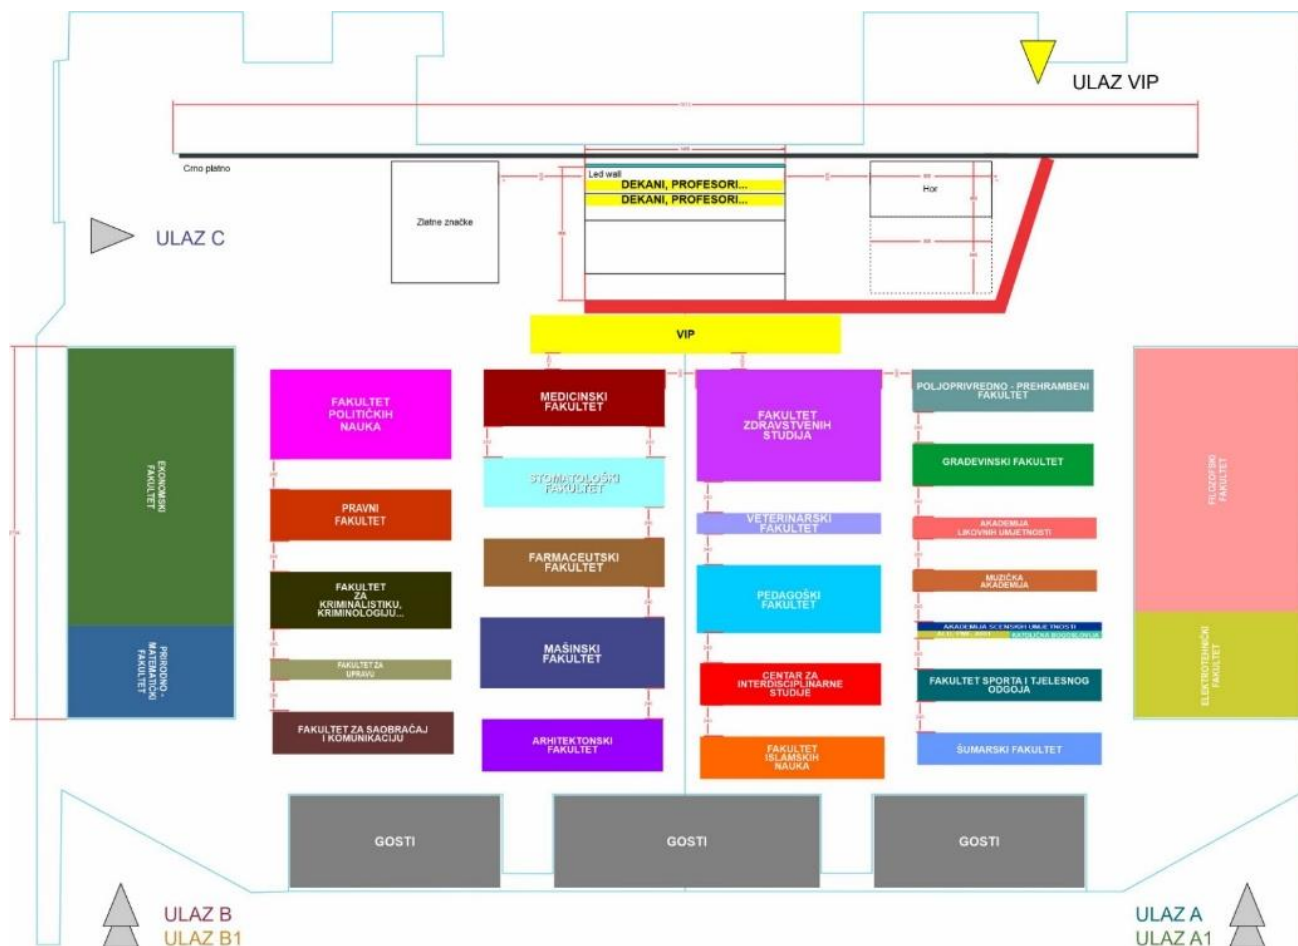 ULAZ VIP
Crno platno
Led wall
DEKANI, PROFESORI...
DEKANI, PROFESORI...
Hor
Zlatne značke
ULAZ C
VIP
EKONOMSKI
FAKULTET
PRIRODNO -
MATEMATIČKI
FAKULTET
FAKULTET
POLITIČKIH
NAUKA
PRAVNI
FAKULTET
FAKULTET
ZA
KRIMINALISTIKU,
KRIMINOLOGIJU...
FAKULTET ZA
UPRAVU
FAKULTET ZA SAOBRAĆAJ
I KOMUNIKACIJU
MEDICINSKI
FAKULTET
STOMATOLOŠKI
FAKULTET
FARMACEUTSKI
FAKULTET
MAŠINSKI
FAKULTET
ARHITEKTONSKI
FAKULTET
FAKULTET
ZDRAVSTVENIH
STUDIJA
VETERINARSKI
FAKULTET
PEDAGOŠKI
FAKULTET
CENTAR ZA
INTERDISCIPLINARNE
STUDIJE
FAKULTET
ISLAMSKIH
NAUKA
POLJOPRIVREDNO - PREHRAMBENI
FAKULTET
GRAĐEVINSKI FAKULTET
AKADEMIJA
LIKOVNIH UMJETNOSTI
MUZIČKA
AKADEMIJA
AKADEMIJA SCENSKIH UMJETNOSTI
KATOLIČKA BOGOSLOVIJA
FAKULTET SPORTA I TJELESNOG
ODGOJA
ŠUMARSKI FAKULTET
FILOZOFSKI
FAKULTET
ELEKTROTEHNIČKI
FAKULTET
GOSTI
GOSTI
GOSTI
ULAZ B
ULAZ B1
ULAZ A
ULAZ A1